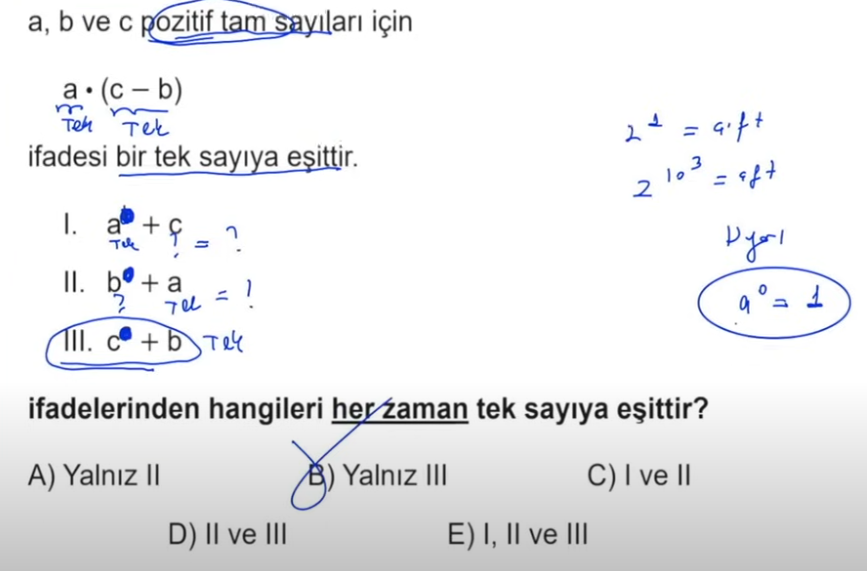 a, b ve c pozitif tam sayıları için
a • (c – b)
Tek Tek
ifadesi bir tek sayıya eşittir.
2¹ = çift
2¹⁰³ = çift
Uyarı
a⁰ = 1
I. a + c = ?
Tek ?
II. b + a = !
? Tek
III. c + b Tek
ifadelerinden hangileri her zaman tek sayıya eşittir?
A) Yalnız II B) Yalnız III C) I ve II
D) II ve III E) I, II ve III